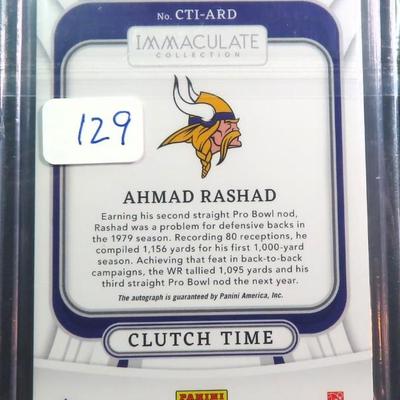 No. CTI-ARD
IMMACULATE
COLLECTION
129
AHMAD RASHAD
Earning his second straight Pro Bowl nod,
Rashad was a problem for defensive backs in
the 1979 season. Recording 80 receptions, he
compiled 1,156 yards for his first 1,000-yard
season. Achieving that feat in back-to-back
campaigns, the WR tallied 1,095 yards and his
third straight Pro Bowl nod the next year.
The autograph is guaranteed by Panini America, Inc.
CLUTCH TIME
PANINI